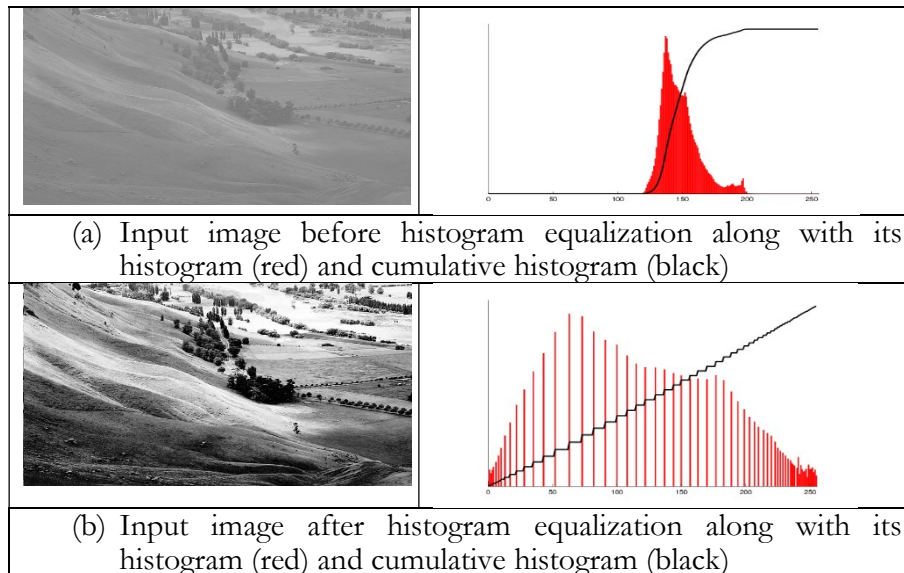 0 50 100 150 200 250
(a) Input image before histogram equalization along with its
histogram (red) and cumulative histogram (black)
0 50 100 150 200 250
(b) Input image after histogram equalization along with its
histogram (red) and cumulative histogram (black)